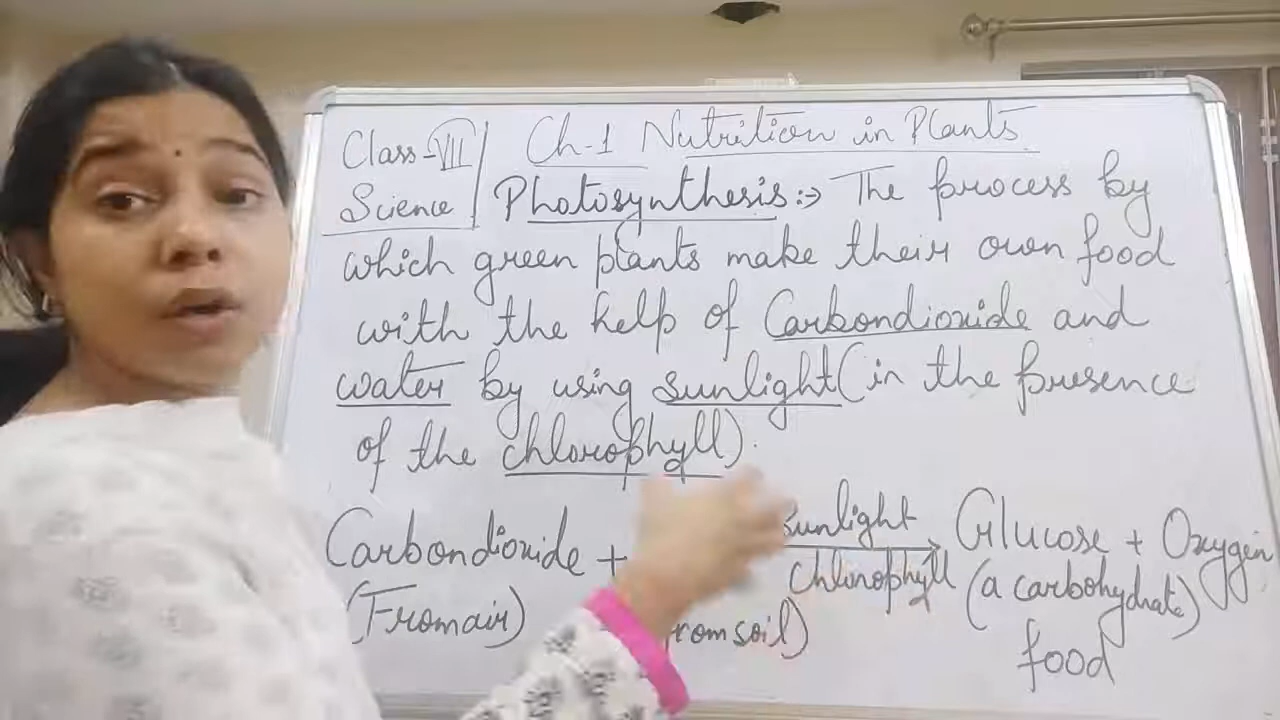 Class-VII
Science
Ch-1 Nutrition in Plants
Photosynthesis:→ The process by
which green plants make their own food
with the help of Carbondioxide and
water by using sunlight (in the presence
of the chlorophyll).
Carbondioxide + sunlight Glucose + Oxygen
chlorophyll
(From air) rom soil) (a carbohydrate)
food